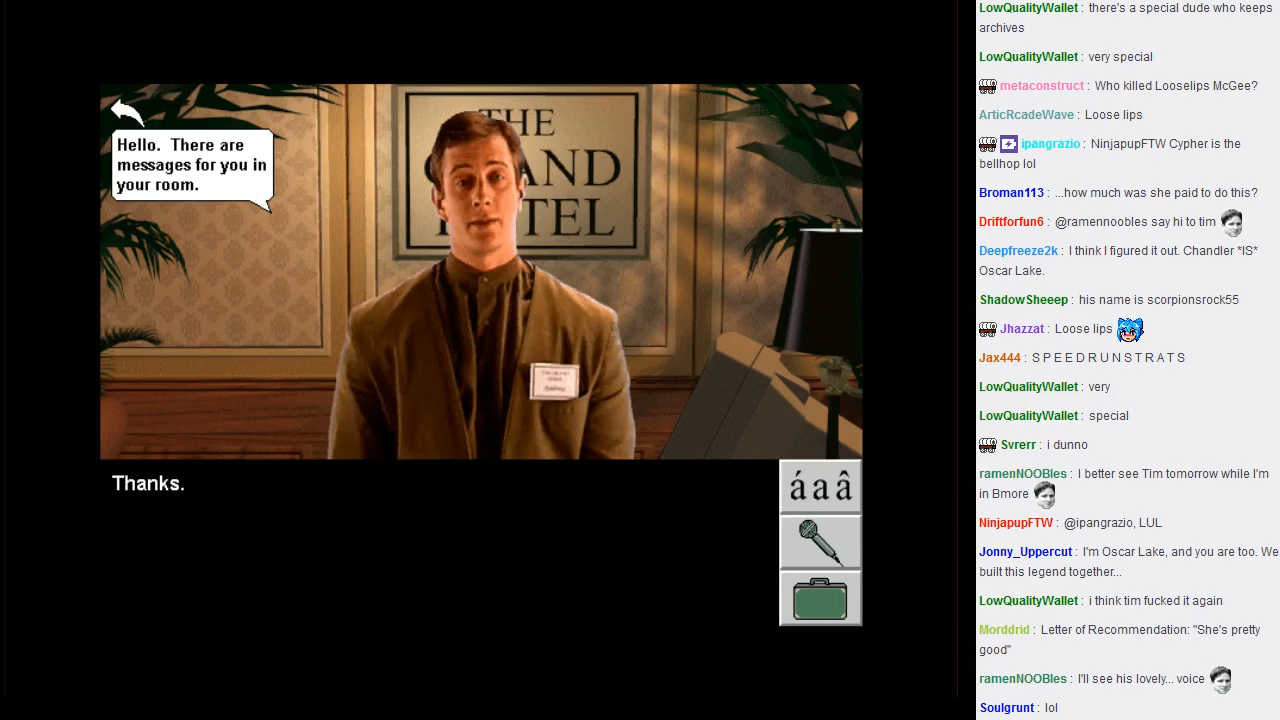 Hello. There are
messages for you in
your room.
THE
GRAND
HOTEL
Thanks.
á a â
LowQualityWallet : there's a special dude who keeps
archives
LowQualityWallet : very special
metaconstruct : Who killed Looselips McGee?
ArticRcadeWave : Loose lips
ipangrazio : NinjapupFTW Cypher is the
bellhop lol
Broman113 : ...how much was she paid to do this?
Driftforfun6 : @ramennoobles say hi to tim
Deepfreeze2k : I think I figured it out. Chandler *IS*
Oscar Lake.
ShadowSheeep : his name is scorpionsrock55
Jhazzat : Loose lips
Jax444 : S P E E D R U N S T R A T S
LowQualityWallet : very
LowQualityWallet : special
Svrerr : i dunno
ramenNOOBles : I better see Tim tomorrow while I'm
in Bmore
NinjapupFTW : @ipangrazio, LUL
Jonny_Uppercut : I'm Oscar Lake, and you are too. We
built this legend together...
LowQualityWallet : i think tim fucked it again
Morddrid : Letter of Recommendation: "She's pretty
good"
ramenNOOBles : I'll see his lovely... voice
Soulgrunt : lol